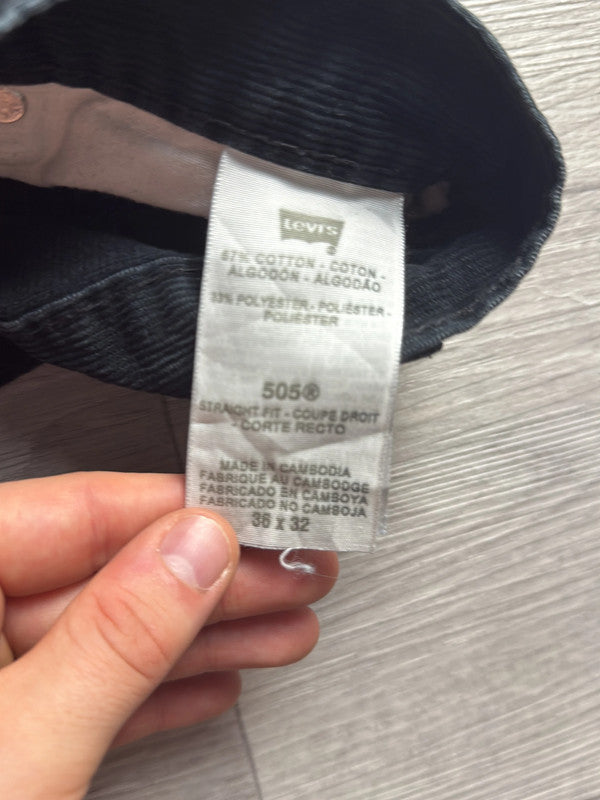 Levi's
®
67% COTTON - COTON -
ALGODÓN - ALGODÃO
33% POLYESTER - POLIÉSTER -
POLIÉSTER
505®
STRAIGHT FIT - COUPE DROIT
- CORTE RECTO
MADE IN CAMBODIA
FABRIQUE AU CAMBODGE
FABRICADO EN CAMBOYA
FABRICADO NO CAMBOJA
36 x 32